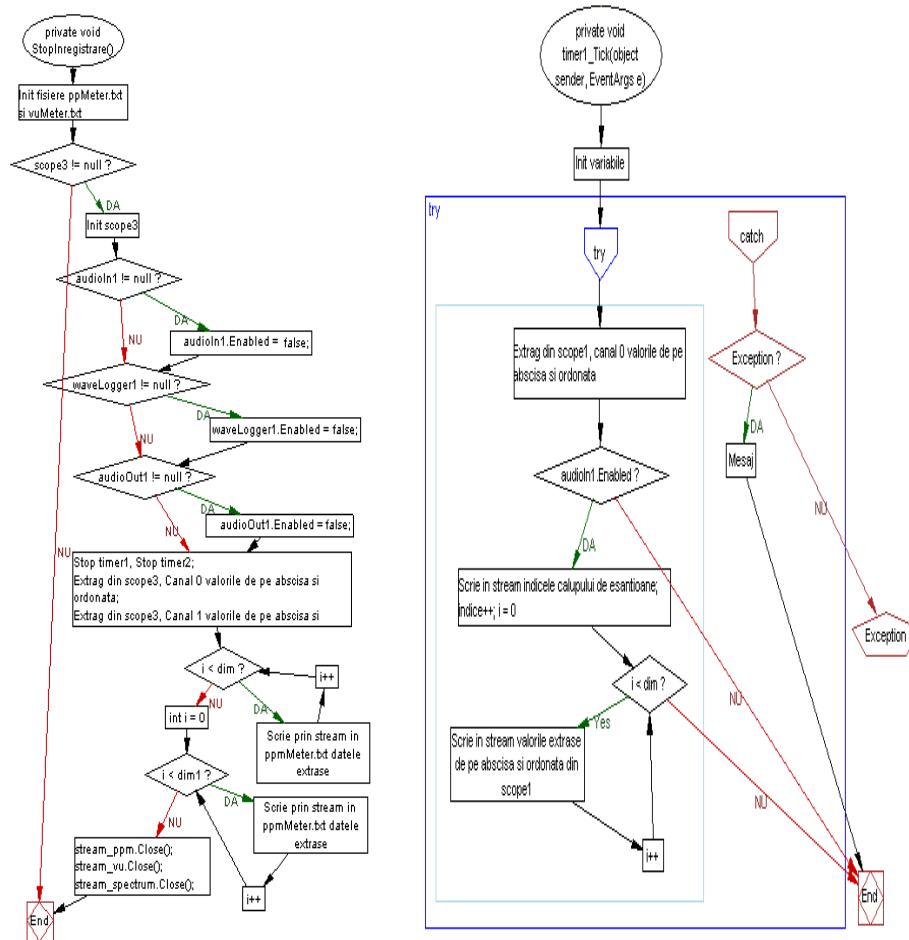 private void
StopInregistrare()
Init fisiere ppMeter.txt
si vuMeter.txt
scope3 != null ?
DA
Init scope3
audioIn1 != null ?
DA
NU
audioIn1.Enabled = false;
waveLogger1 != null ?
DA
waveLogger1.Enabled = false;
NU
audioOut1 != null ?
DA
NU
audioOut1.Enabled = false;
NU
Stop timer1, Stop timer2;
Extrag din scope3, Canal 0 valorile de pe abscisa si
ordonata;
Extrag din scope3, Canal 1 valorile de pe abscisa si
i < dim ?
i++
NU
DA
int i = 0
Scrie prin stream in
ppmMeter.txt datele
extrase
i < dim1 ?
DA
NU
Scrie prin stream in
ppmMeter.txt datele
extrase
stream_ppm.Close();
stream_vu.Close();
stream_spectrum.Close();
i++
End
private void
timer1_Tick(object
sender, EventArgs e)
Init variabile
try
try
catch
Extrag din scope1, canal 0 valorile de pe
abscisa si ordonata
Exception ?
DA
Mesaj
NU
Exception
audioIn1.Enabled ?
DA
NU
Scrie in stream indicele calupului de esantioane;
indice++; i = 0
i < dim ?
Yes
NU
Scrie in stream valorile extrase
de pe abscisa si ordonata din
scope1
i++
End